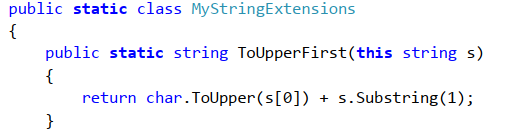 public static class MyStringExtensions
{
    public static string ToUpperFirst(this string s)
    {
        return char.ToUpper(s[0]) + s.Substring(1);
    }